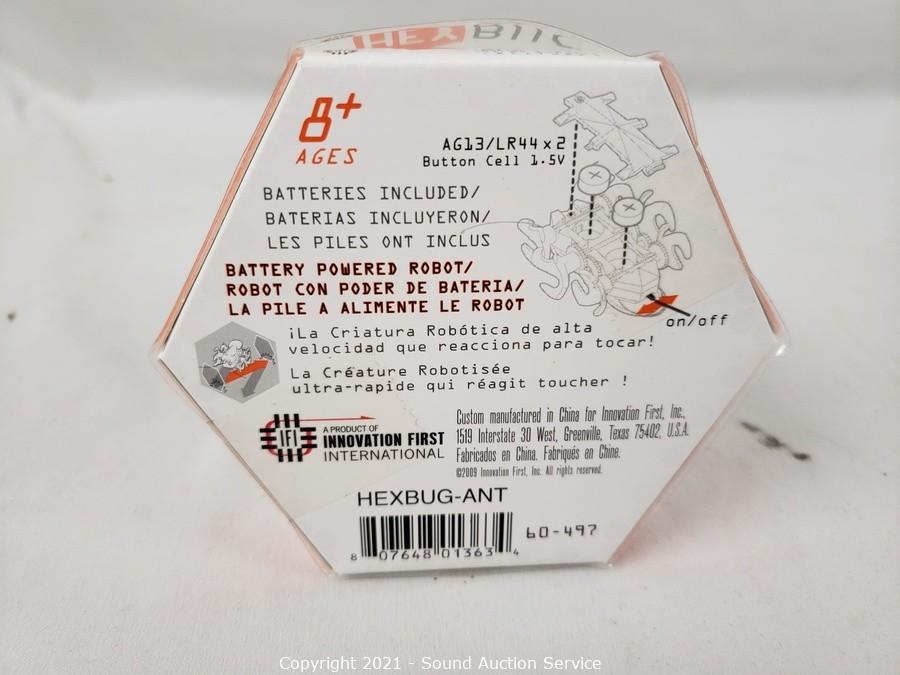 HEXBUG
8+
AGES
AG13/LR44 x 2
Button Cell 1.5V
BATTERIES INCLUDED/
BATERIAS INCLUYERON/
LES PILES ONT INCLUS
BATTERY POWERED ROBOT/
ROBOT CON PODER DE BATERIA/
LA PILE A ALIMENTE LE ROBOT
on/off
¡La Criatura Robótica de alta
velocidad que reacciona para tocar!
La Créature Robotisée
ultra-rapide qui réagit toucher !
IFI
A PRODUCT OF
INNOVATION FIRST
INTERNATIONAL
Custom manufactured in China for Innovation First, Inc.,
1519 Interstate 30 West, Greenville, Texas 75402, U.S.A.
Fabricados en China. Fabriqués en Chine.
©2009 Innovation First, Inc. All rights reserved.
HEXBUG-ANT
8 07648 01363 4
60-497
Copyright 2021 - Sound Auction Service